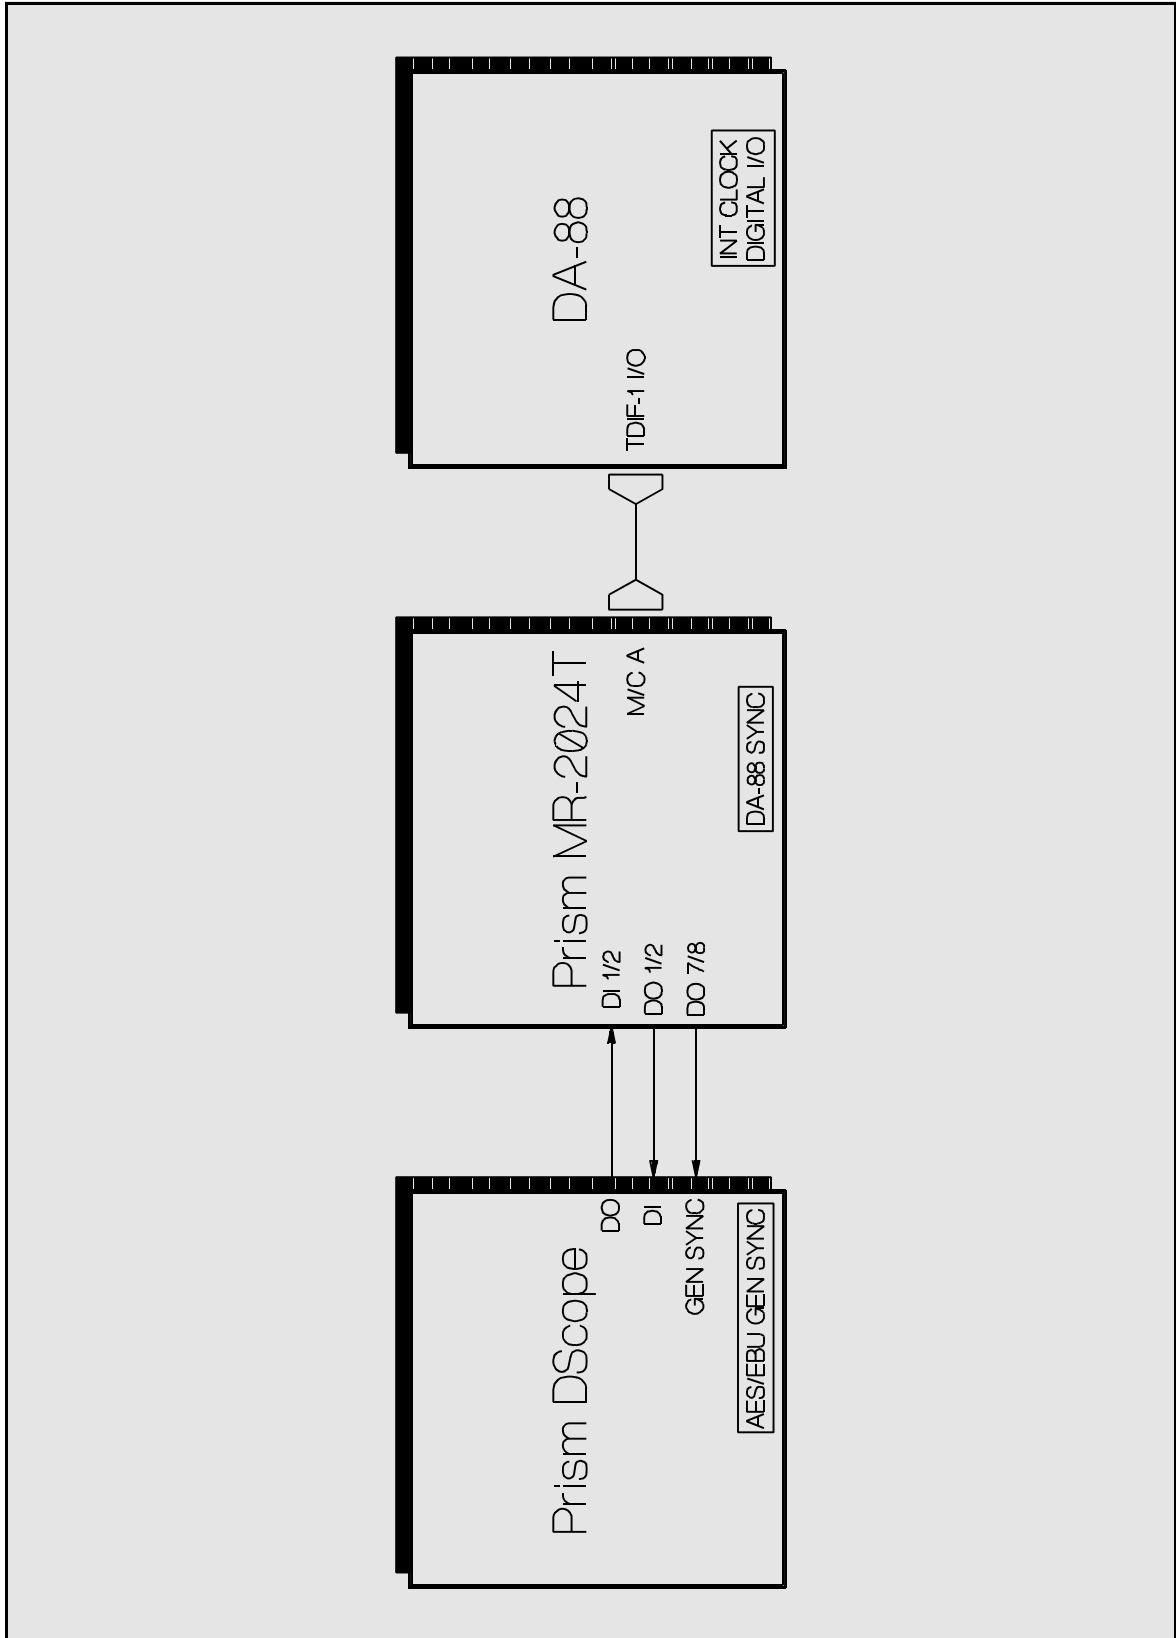 Prism DScope
DO
DI
GEN SYNC
AES/EBU GEN SYNC
Prism MR-2024T
DI 1/2
DO 1/2
DO 7/8
M/C A
DA-88 SYNC
DA-88
TDIF-1 I/O
INT CLOCK
DIGITAL I/O